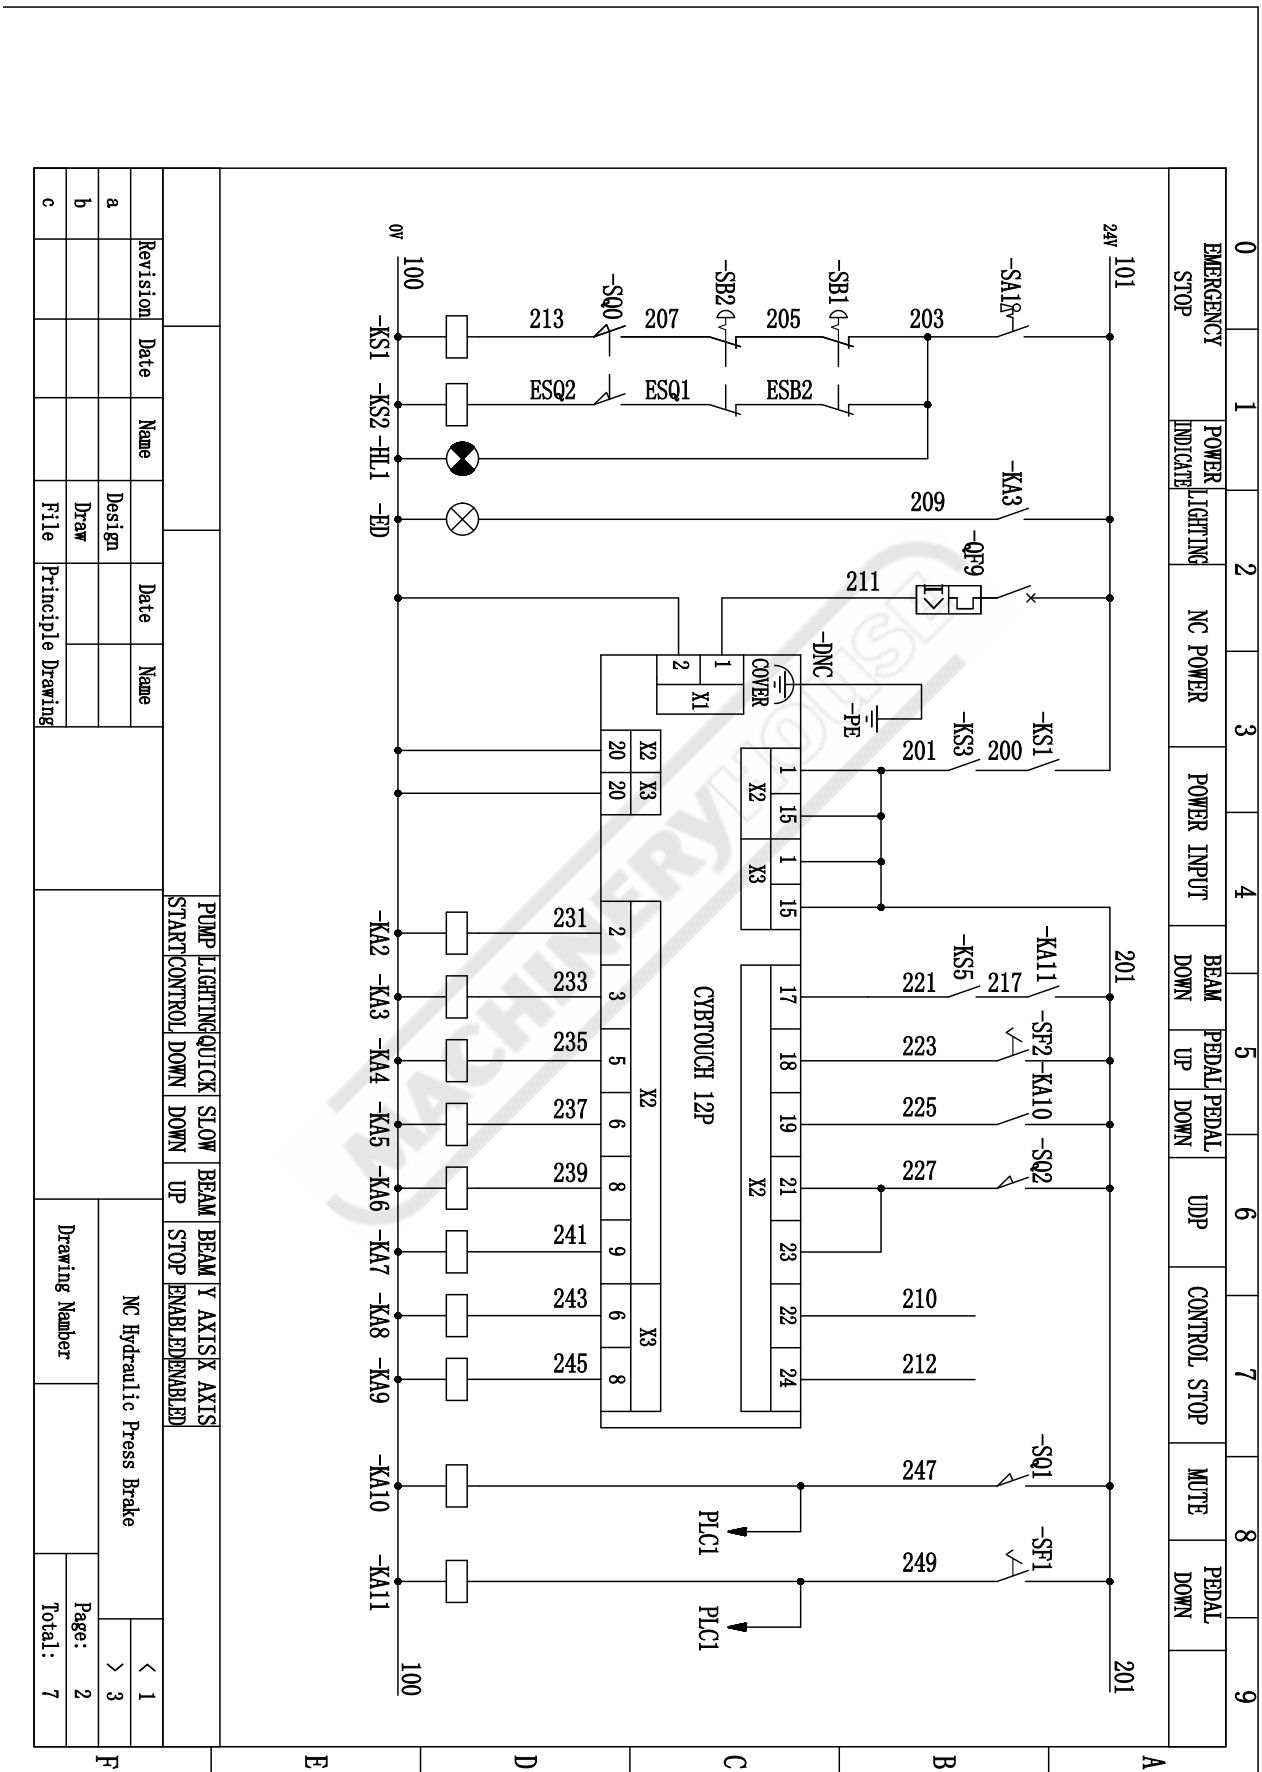 0 1 2 3 4 5 6 7 8 9
EMERGENCY
STOP
POWER
INDICATE
LIGHTING
NC POWER
POWER INPUT
BEAM
DOWN
PEDAL
UP
PEDAL
DOWN
UDP
CONTROL STOP
MUTE
PEDAL
DOWN
A
B
C
D
E
F
24V 101
201
201
-SA1
-KA3
-QF9
-KS1
-KA11
-SF2
-KA10
-SQ2
-SQ1
-SF1
200
217
-KS3
-KS5
203
209
211
201
221
223
225
227
210
212
247
249
-SB1
-DNC
-PE
205
ESB2
-SB2
COVER
1
2
X1
1 15 1 15
X2 X3
17 18 19 21 23 22 24
X2
PLC1
PLC1
CYBTOUCH 12P
207
ESQ1
-SQ0
X2 X3
20 20
X2 X3
2 3 5 6 8 9 6 8
213
ESQ2
231
233
235
237
239
241
243
245
0V 100
100
-KS1
-KS2
-HL1
-ED
-KA2
-KA3
-KA4
-KA5
-KA6
-KA7
-KA8
-KA9
-KA10
-KA11
MACHINERYHOUSE
PUMP
START
LIGHTING
CONTROL
QUICK
DOWN
SLOW
DOWN
BEAM
UP
BEAM
STOP
Y AXIS
ENABLED
X AXIS
ENABLED
Revision Date Name Date Name
a Design
b Draw
c File Principle Drawing
NC Hydraulic Press Brake
Drawing Namber
< 1
> 3
Page: 2
Total: 7